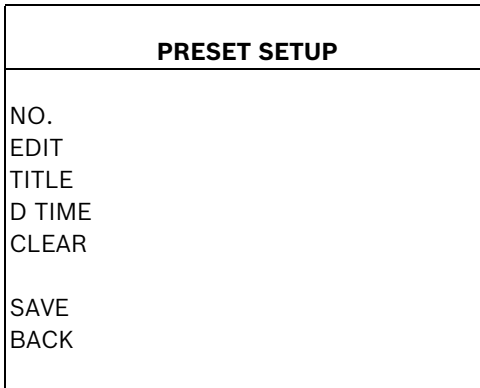 PRESET SETUP
NO.
EDIT
TITLE
D TIME
CLEAR
SAVE
BACK